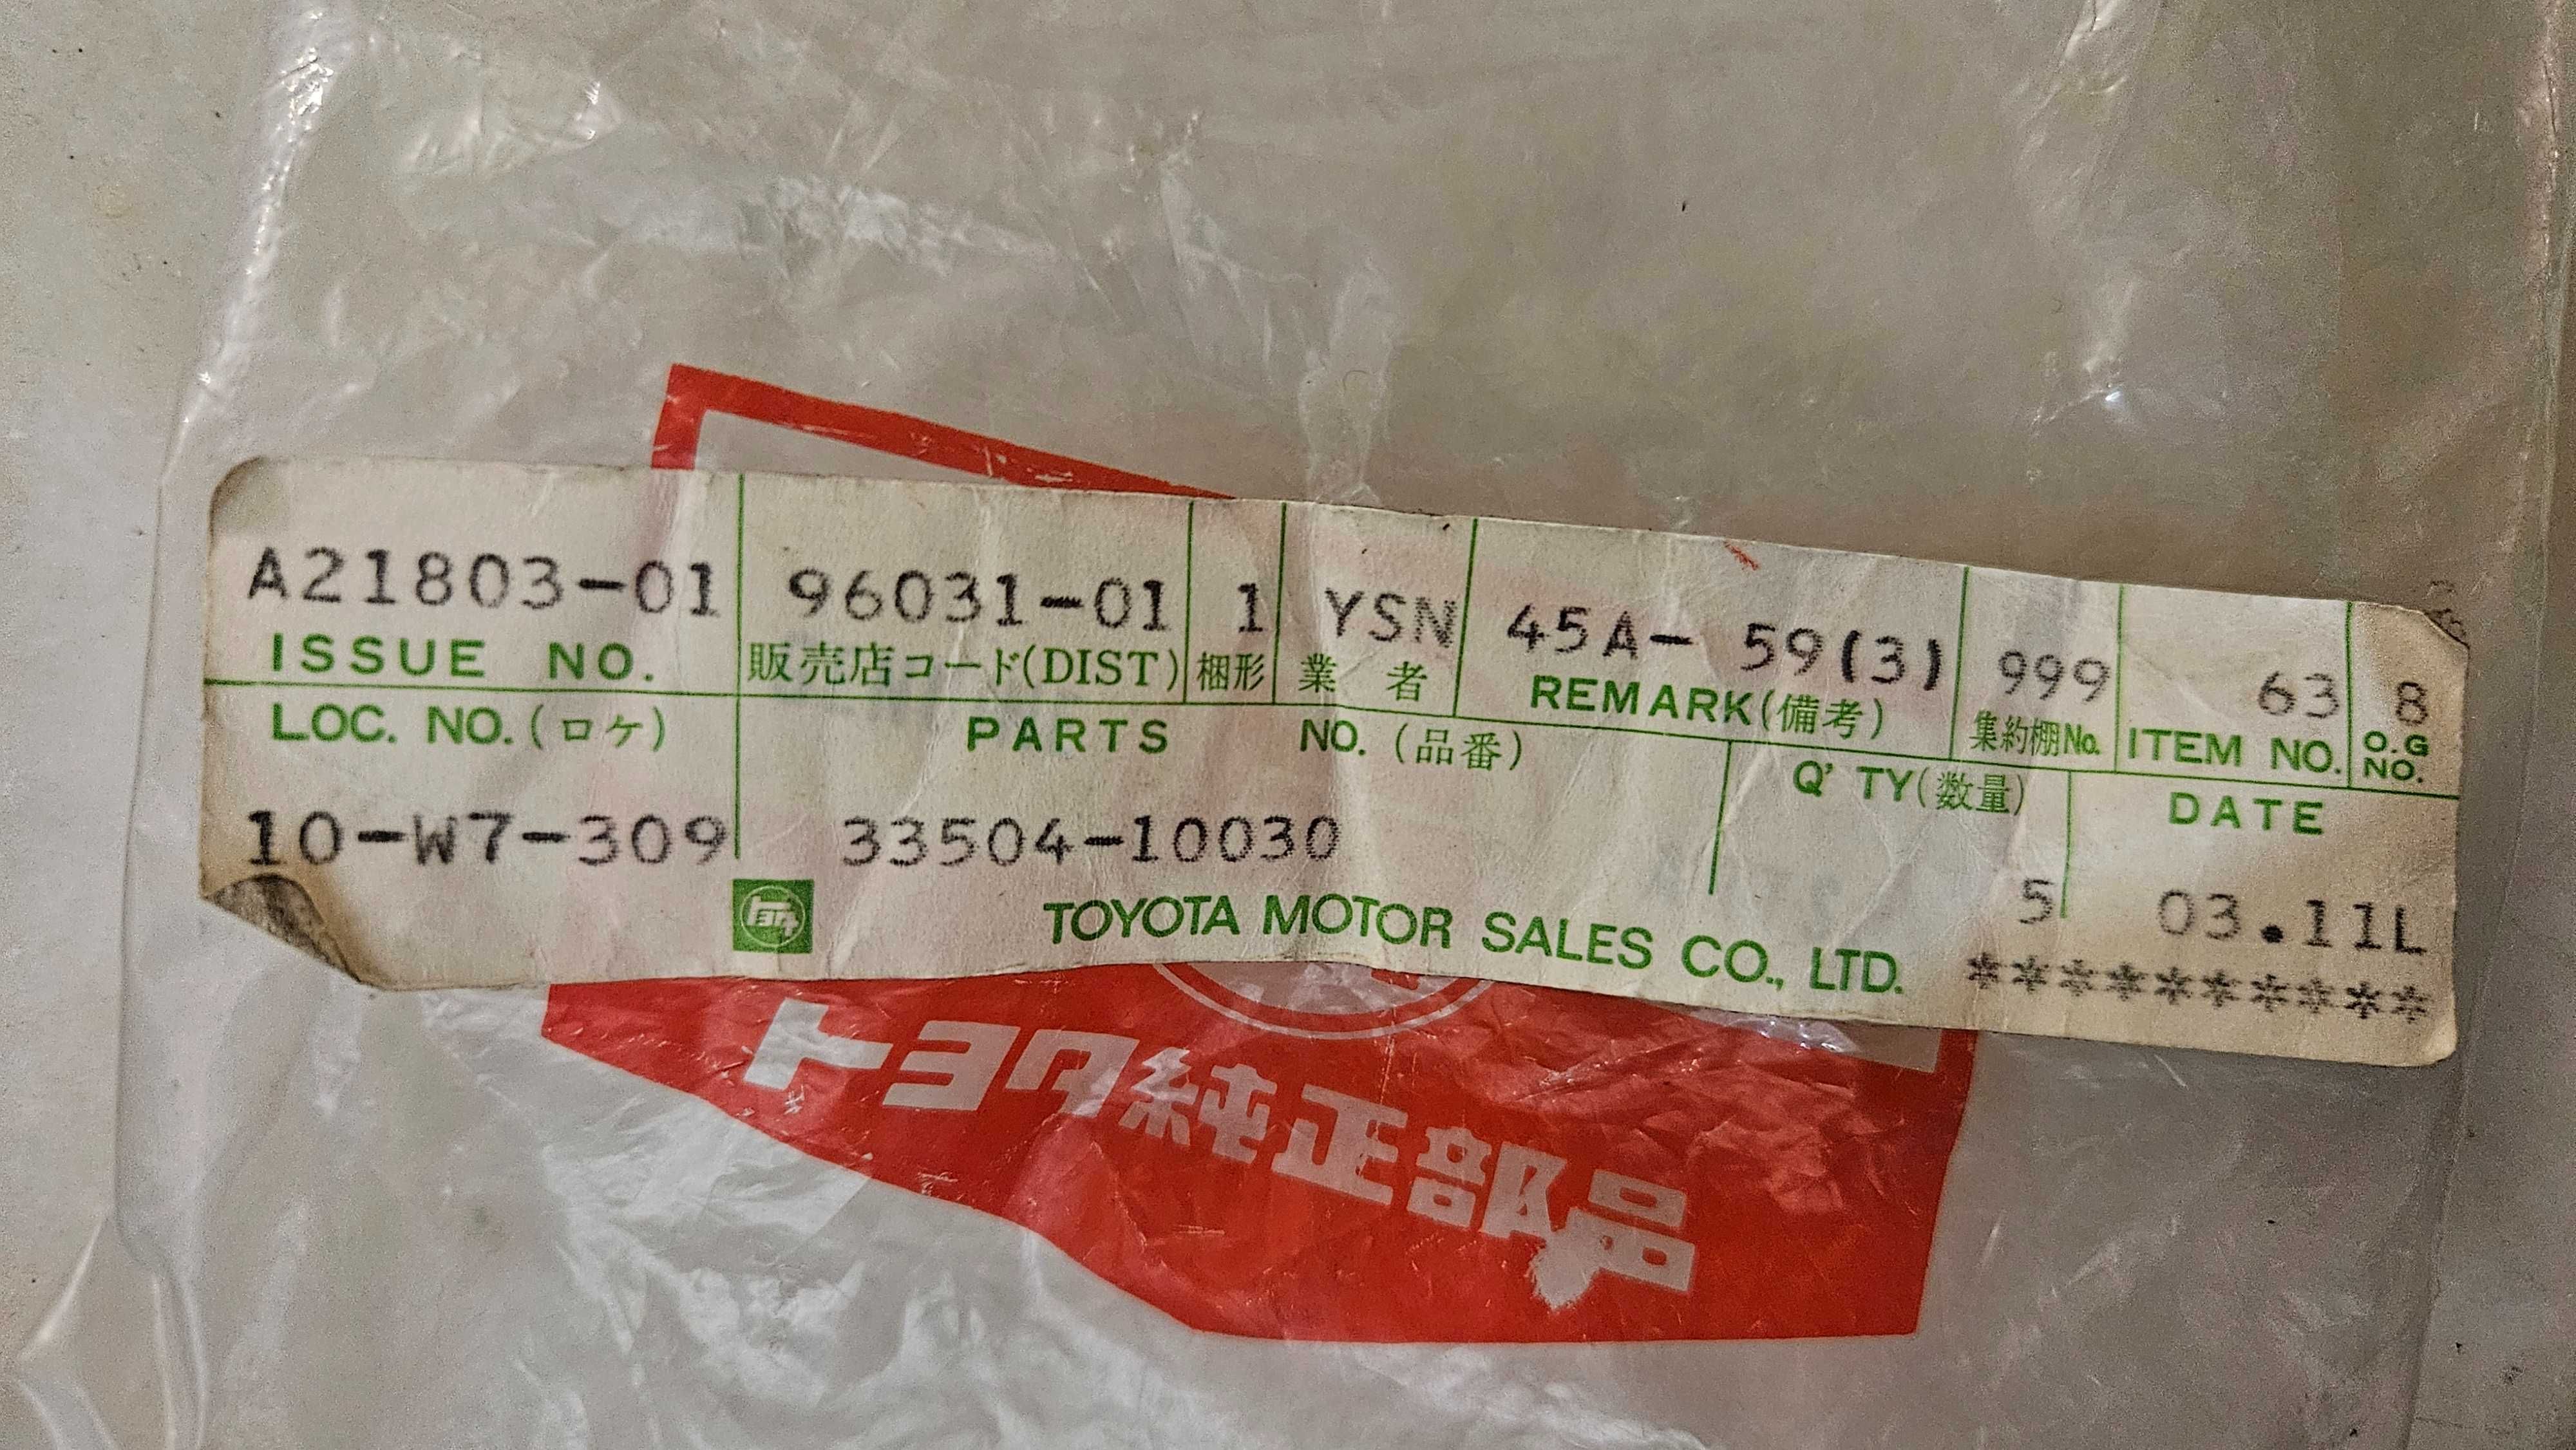 A21803-01 96031-01 1 YSN 45A- 59(3) 999 63 8
ISSUE NO. 販売店コード(DIST) 梱形 業者 REMARK(備考) 集約棚No. ITEM NO. O.G NO.
LOC. NO.(ロケ) PARTS NO.(品番) Q'TY(数量) DATE
10-W7-309 33504-10030 5 03.11L
トヨタ TOYOTA MOTOR SALES CO., LTD. **********
トヨタ純正部品